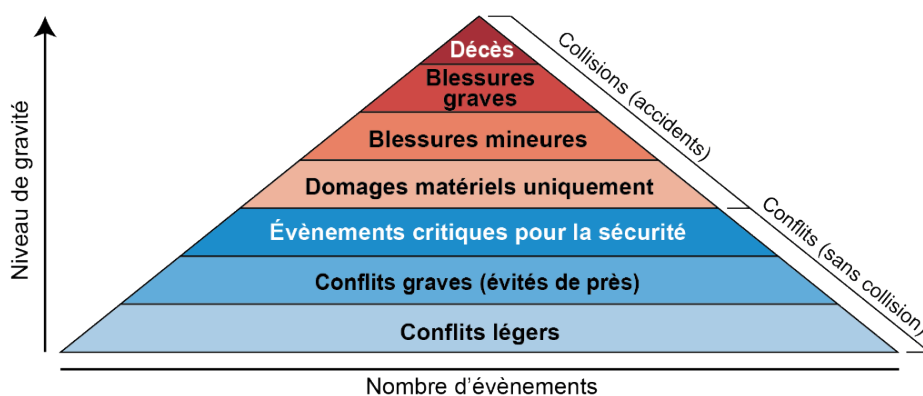 Niveau de gravité
Décès
Blessures
graves
Blessures mineures
Domages matériels uniquement
Évènements critiques pour la sécurité
Conflits graves (évités de près)
Conflits légers
Collisions (accidents)
Conflits (sans collision)
Nombre d'évènements